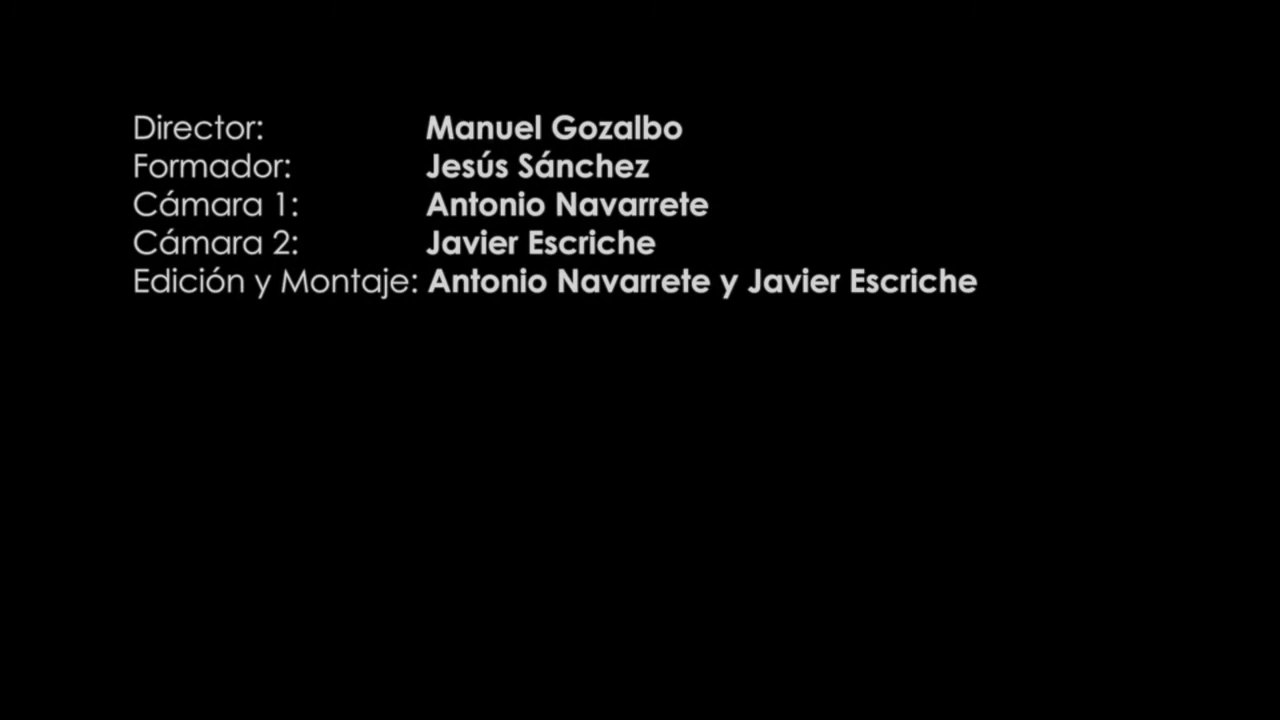 Director: Manuel Gozalbo
Formador: Jesús Sánchez
Cámara 1: Antonio Navarrete
Cámara 2: Javier Escriche
Edición y Montaje: Antonio Navarrete y Javier Escriche